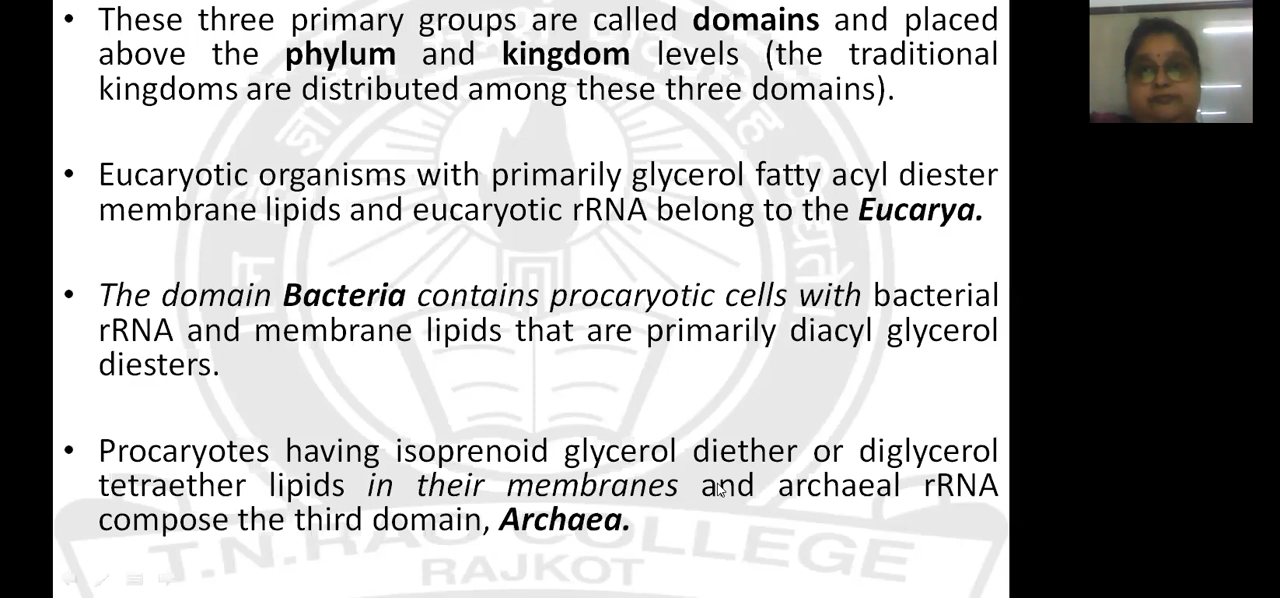 • These three primary groups are called domains and placed
above the phylum and kingdom levels (the traditional
kingdoms are distributed among these three domains).
• Eucaryotic organisms with primarily glycerol fatty acyl diester
membrane lipids and eucaryotic rRNA belong to the Eucarya.
• The domain Bacteria contains procaryotic cells with bacterial
rRNA and membrane lipids that are primarily diacyl glycerol
diesters.
• Procaryotes having isoprenoid glycerol diether or diglycerol
tetraether lipids in their membranes and archaeal rRNA
compose the third domain, Archaea.
T.N.RAO COLLEGE
RAJKOT